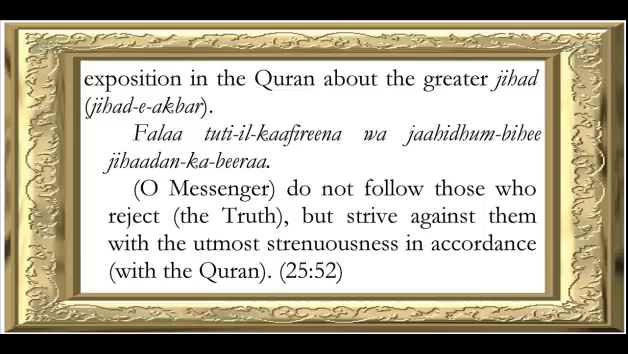 exposition in the Quran about the greater jihad
(jihad-e-akbar).
Falaa tuti-il-kaafireena wa jaahidhum-bihee
jihaadan-ka-beeraa.
(O Messenger) do not follow those who
reject (the Truth), but strive against them
with the utmost strenuousness in accordance
(with the Quran). (25:52)